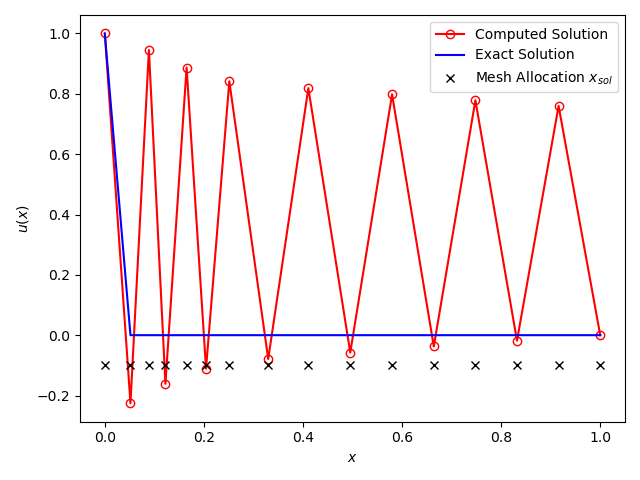 Computed Solution
Exact Solution
Mesh Allocation x_sol
1.0
0.8
0.6
0.4
0.2
0.0
−0.2
u(x)
0.0 0.2 0.4 0.6 0.8 1.0
x